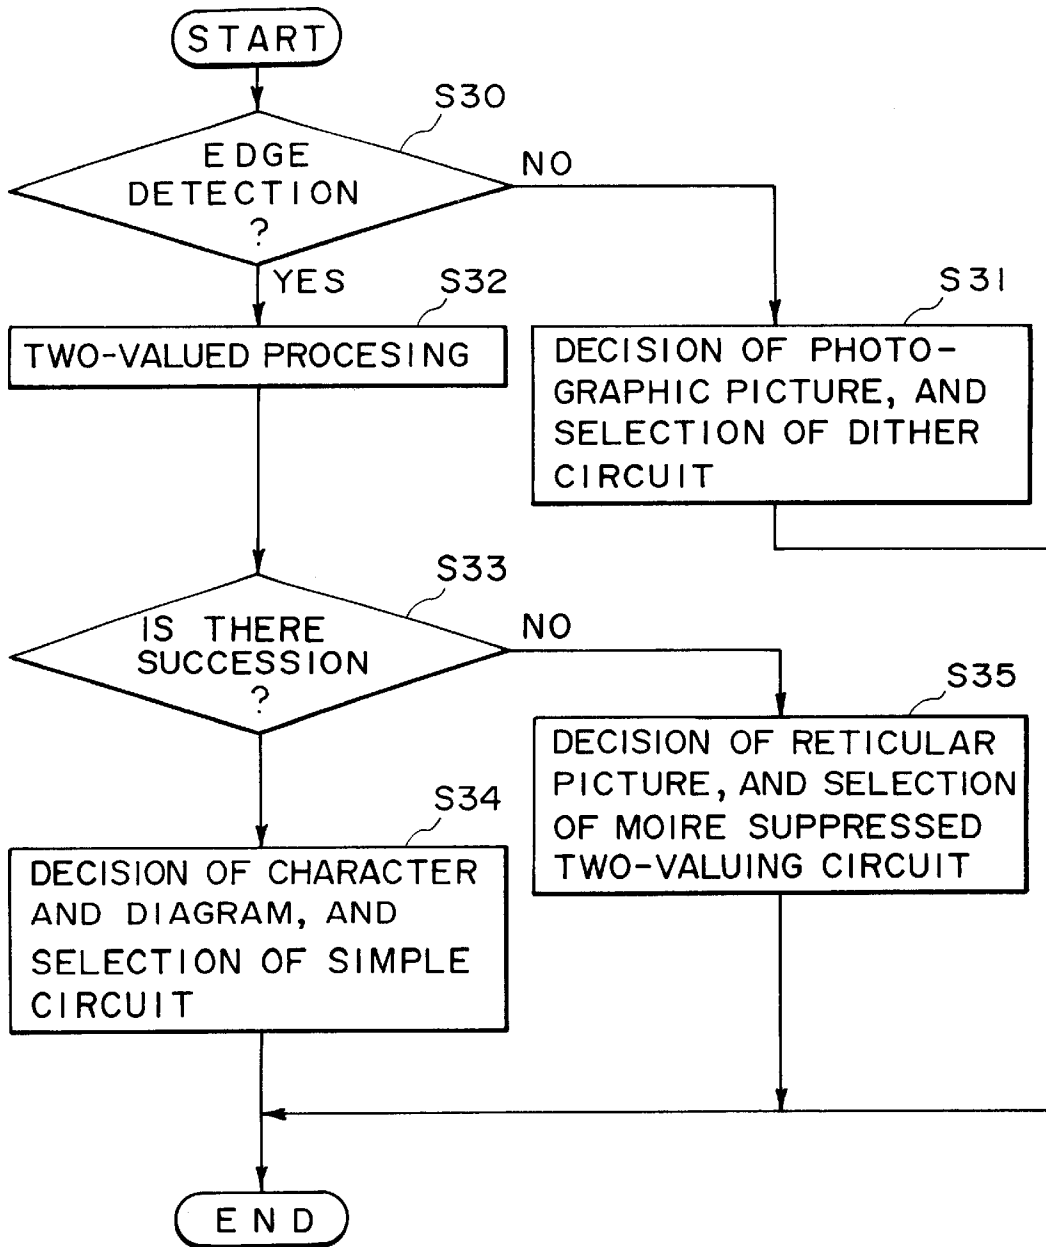 START
S30
EDGE
DETECTION
?
NO
YES
S32
S31
TWO-VALUED PROCESING
DECISION OF PHOTO-
GRAPHIC PICTURE, AND
SELECTION OF DITHER
CIRCUIT
S33
IS THERE
SUCCESSION
?
NO
S35
DECISION OF RETICULAR
PICTURE, AND SELECTION
OF MOIRE SUPPRESSED
TWO-VALUING CIRCUIT
S34
DECISION OF CHARACTER
AND DIAGRAM, AND
SELECTION OF SIMPLE
CIRCUIT
END